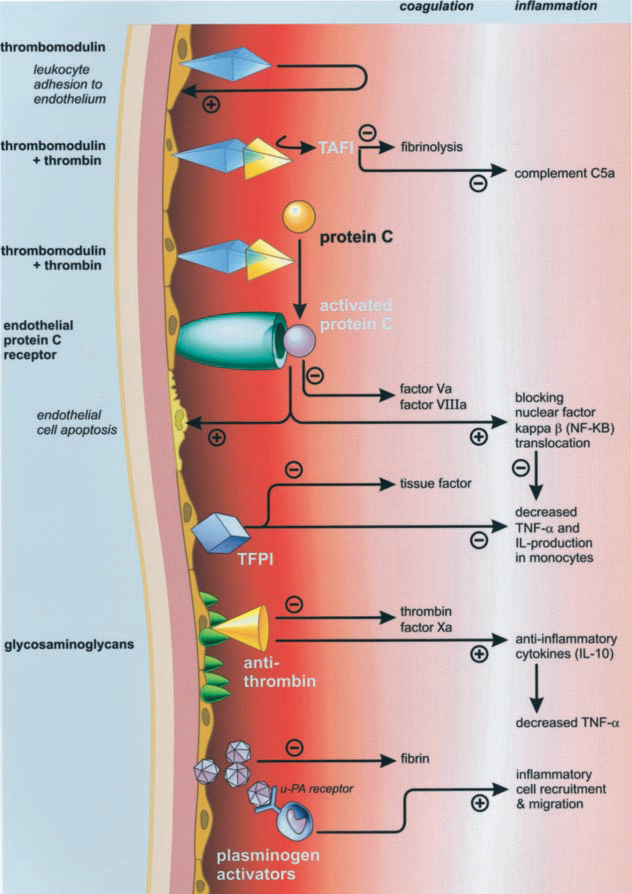 coagulation
inflammation
thrombomodulin
leukocyte
adhesion to
endothelium
+
thrombomodulin
+ thrombin
TAFI
−
fibrinolysis
−
complement C5a
protein C
thrombomodulin
+ thrombin
activated
protein C
endothelial
protein C
receptor
−
factor Va
factor VIIIa
endothelial
cell apoptosis
+
+
blocking
nuclear factor
kappa β (NF-KB)
translocation
−
−
tissue factor
TFPI
−
decreased
TNF-α and
IL-production
in monocytes
glycosaminoglycans
anti-
thrombin
−
thrombin
factor Xa
+
anti-inflammatory
cytokines (IL-10)
decreased TNF-α
−
fibrin
u-PA receptor
plasminogen
activators
+
inflammatory
cell recruitment
& migration